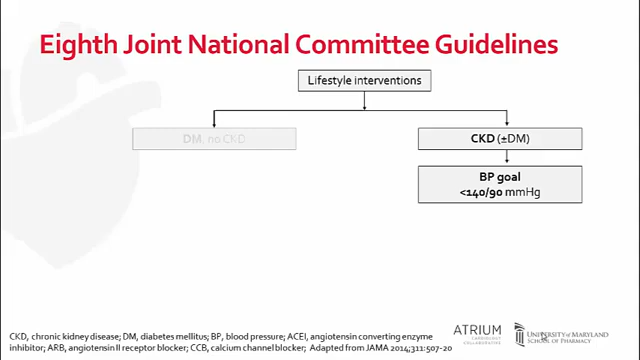 Eighth Joint National Committee Guidelines
Lifestyle interventions
DM, no CKD
CKD (±DM)
BP goal
<140/90 mmHg
CKD, chronic kidney disease; DM, diabetes mellitus; BP, blood pressure; ACEI, angiotensin converting enzyme
inhibitor; ARB, angiotensin II receptor blocker; CCB, calcium channel blocker; Adapted from JAMA 2014;311:507-20
ATRIUM
CARDIOLOGY
COLLABORATIVE
UNIVERSITY of MARYLAND
SCHOOL OF PHARMACY